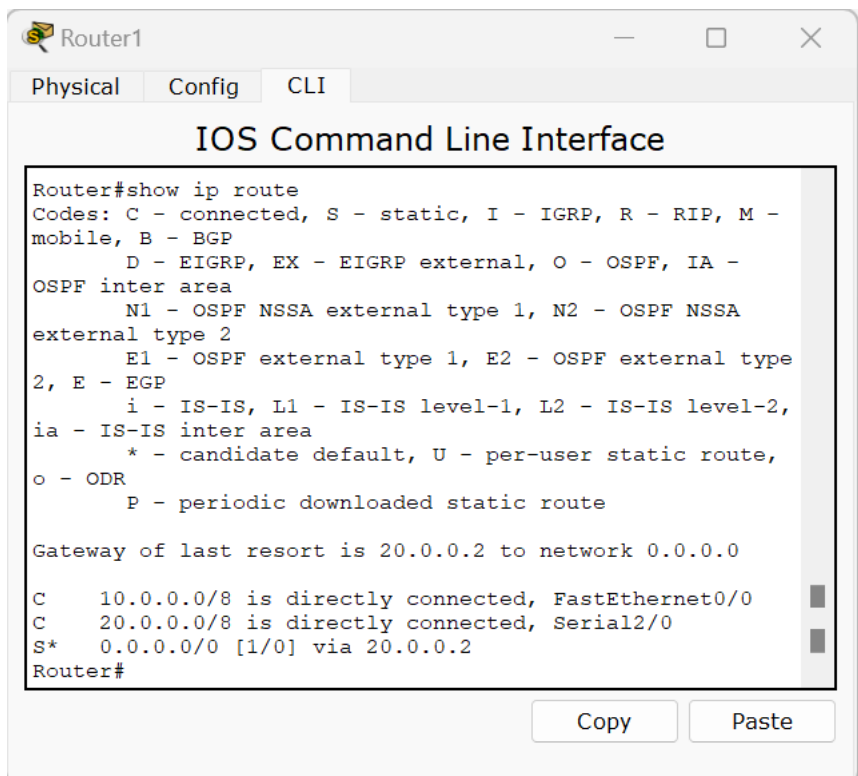 Router1
Physical Config CLI
IOS Command Line Interface
Router#show ip route
Codes: C - connected, S - static, I - IGRP, R - RIP, M -
mobile, B - BGP
       D - EIGRP, EX - EIGRP external, O - OSPF, IA -
OSPF inter area
       N1 - OSPF NSSA external type 1, N2 - OSPF NSSA
external type 2
       E1 - OSPF external type 1, E2 - OSPF external type
2, E - EGP
       i - IS-IS, L1 - IS-IS level-1, L2 - IS-IS level-2,
ia - IS-IS inter area
       * - candidate default, U - per-user static route,
o - ODR
       P - periodic downloaded static route

Gateway of last resort is 20.0.0.2 to network 0.0.0.0

C    10.0.0.0/8 is directly connected, FastEthernet0/0
C    20.0.0.0/8 is directly connected, Serial2/0
S*   0.0.0.0/0 [1/0] via 20.0.0.2
Router#
Copy Paste